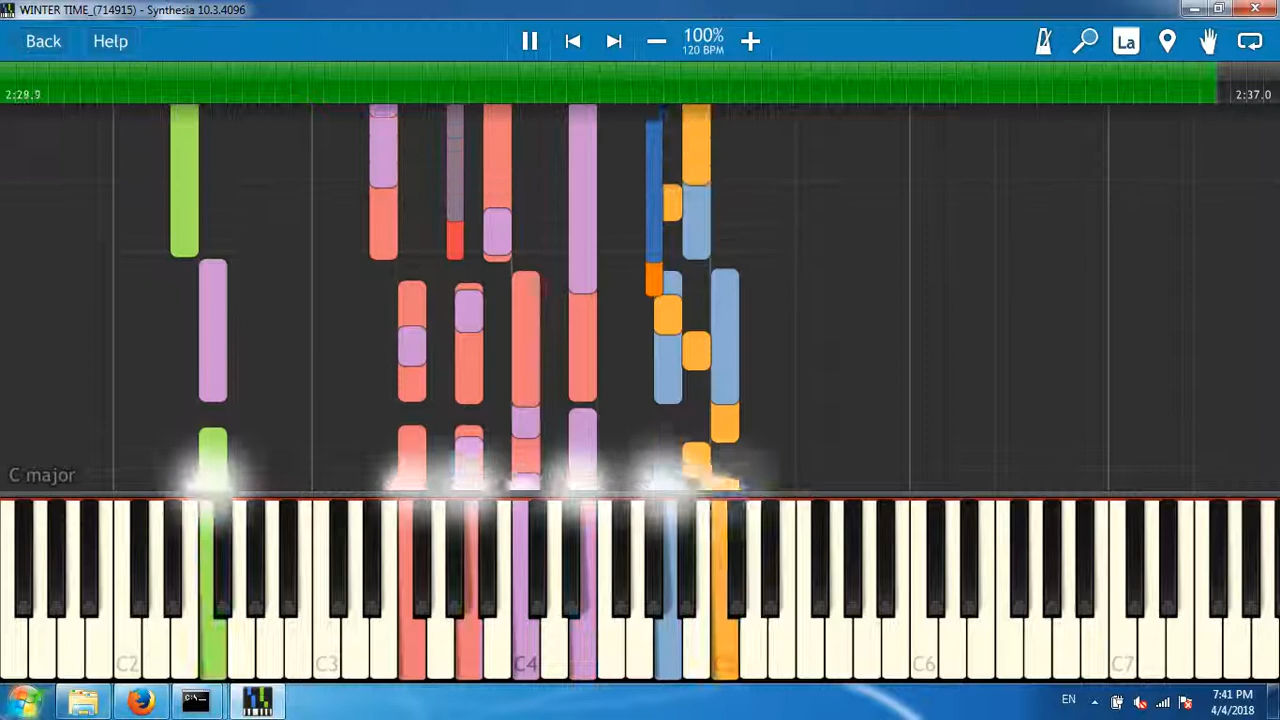 WINTER TIME_(714915) - Synthesia 10.3.4096
Back Help 100% La
120 BPM
2:29.9 2:37.0
C major
C2 C3 C4 C6 C7
C:\.
EN 7:41 PM
4/4/2018